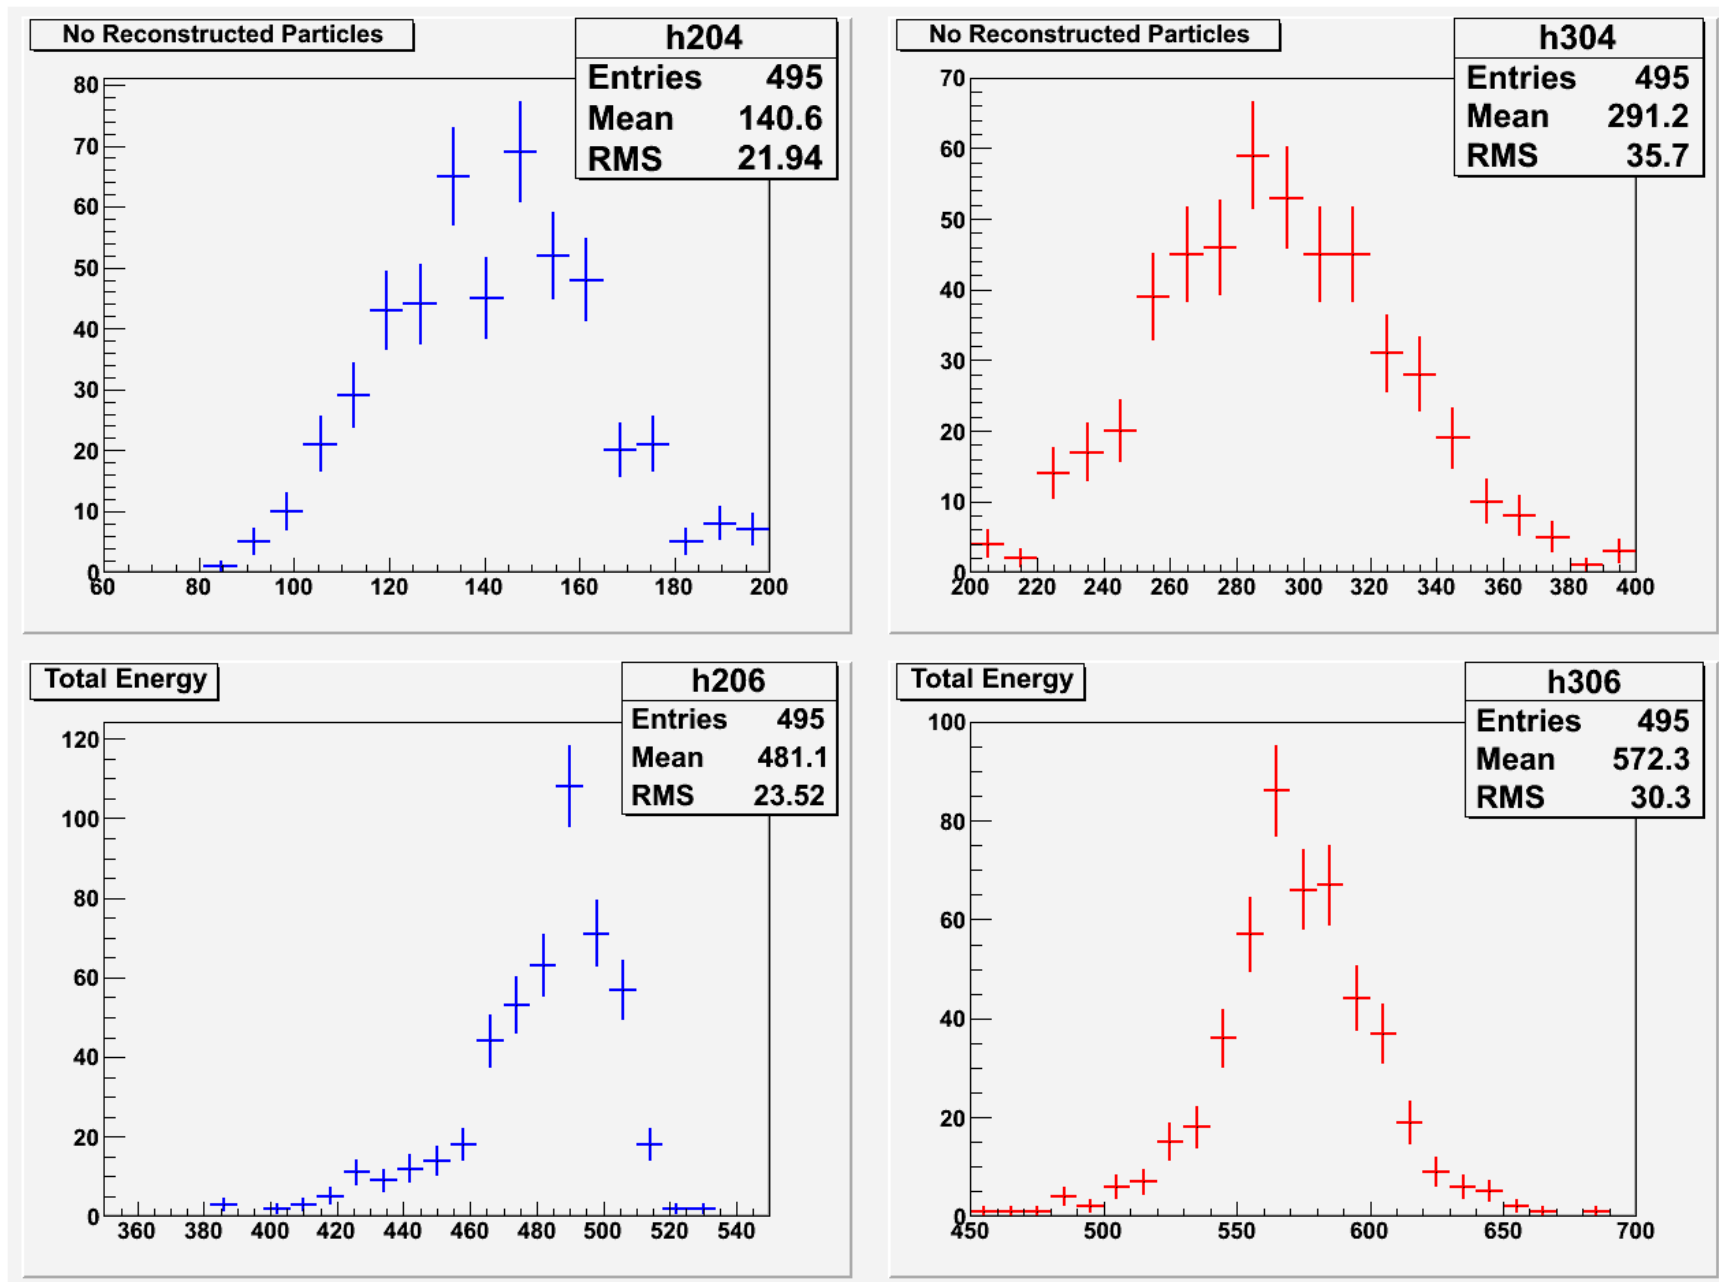 No Reconstructed Particles
h204
Entries 495
Mean 140.6
RMS 21.94
80
70
60
50
40
30
20
10
0
60 80 100 120 140 160 180 200
No Reconstructed Particles
h304
Entries 495
Mean 291.2
RMS 35.7
70
60
50
40
30
20
10
0
200 220 240 260 280 300 320 340 360 380 400
Total Energy
h206
Entries 495
Mean 481.1
RMS 23.52
120
100
80
60
40
20
0
360 380 400 420 440 460 480 500 520 540
Total Energy
h306
Entries 495
Mean 572.3
RMS 30.3
100
80
60
40
20
0
450 500 550 600 650 700